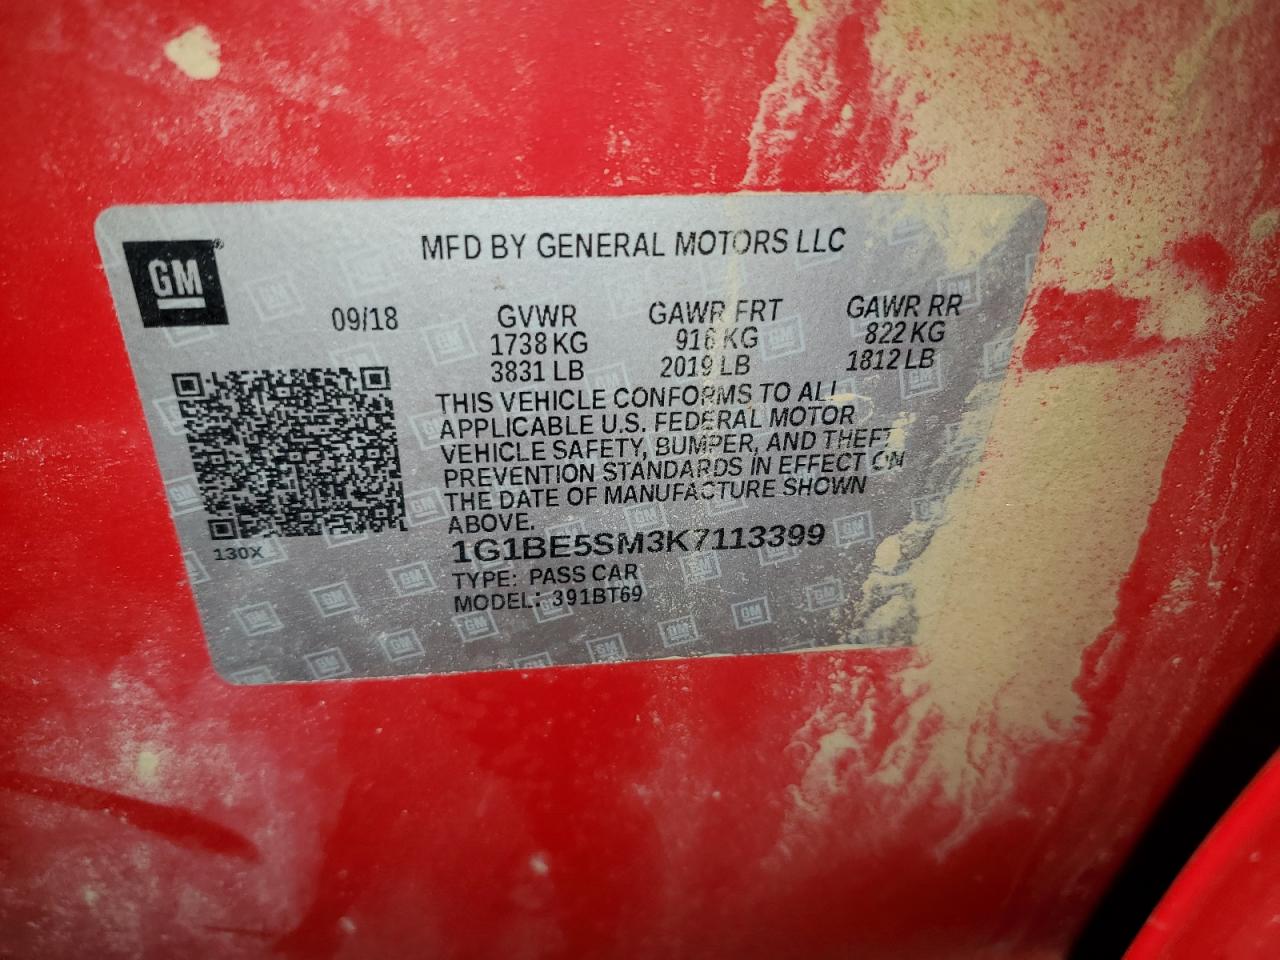 GM
MFD BY GENERAL MOTORS LLC
09/18
GVWR
1738 KG
3831 LB
GAWR FRT
916 KG
2019 LB
GAWR RR
822 KG
1812 LB
THIS VEHICLE CONFORMS TO ALL
APPLICABLE U.S. FEDERAL MOTOR
VEHICLE SAFETY, BUMPER, AND THEFT
PREVENTION STANDARDS IN EFFECT ON
THE DATE OF MANUFACTURE SHOWN
ABOVE.
130X
1G1BE5SM3K7113399
TYPE: PASS CAR
MODEL: 391BT69